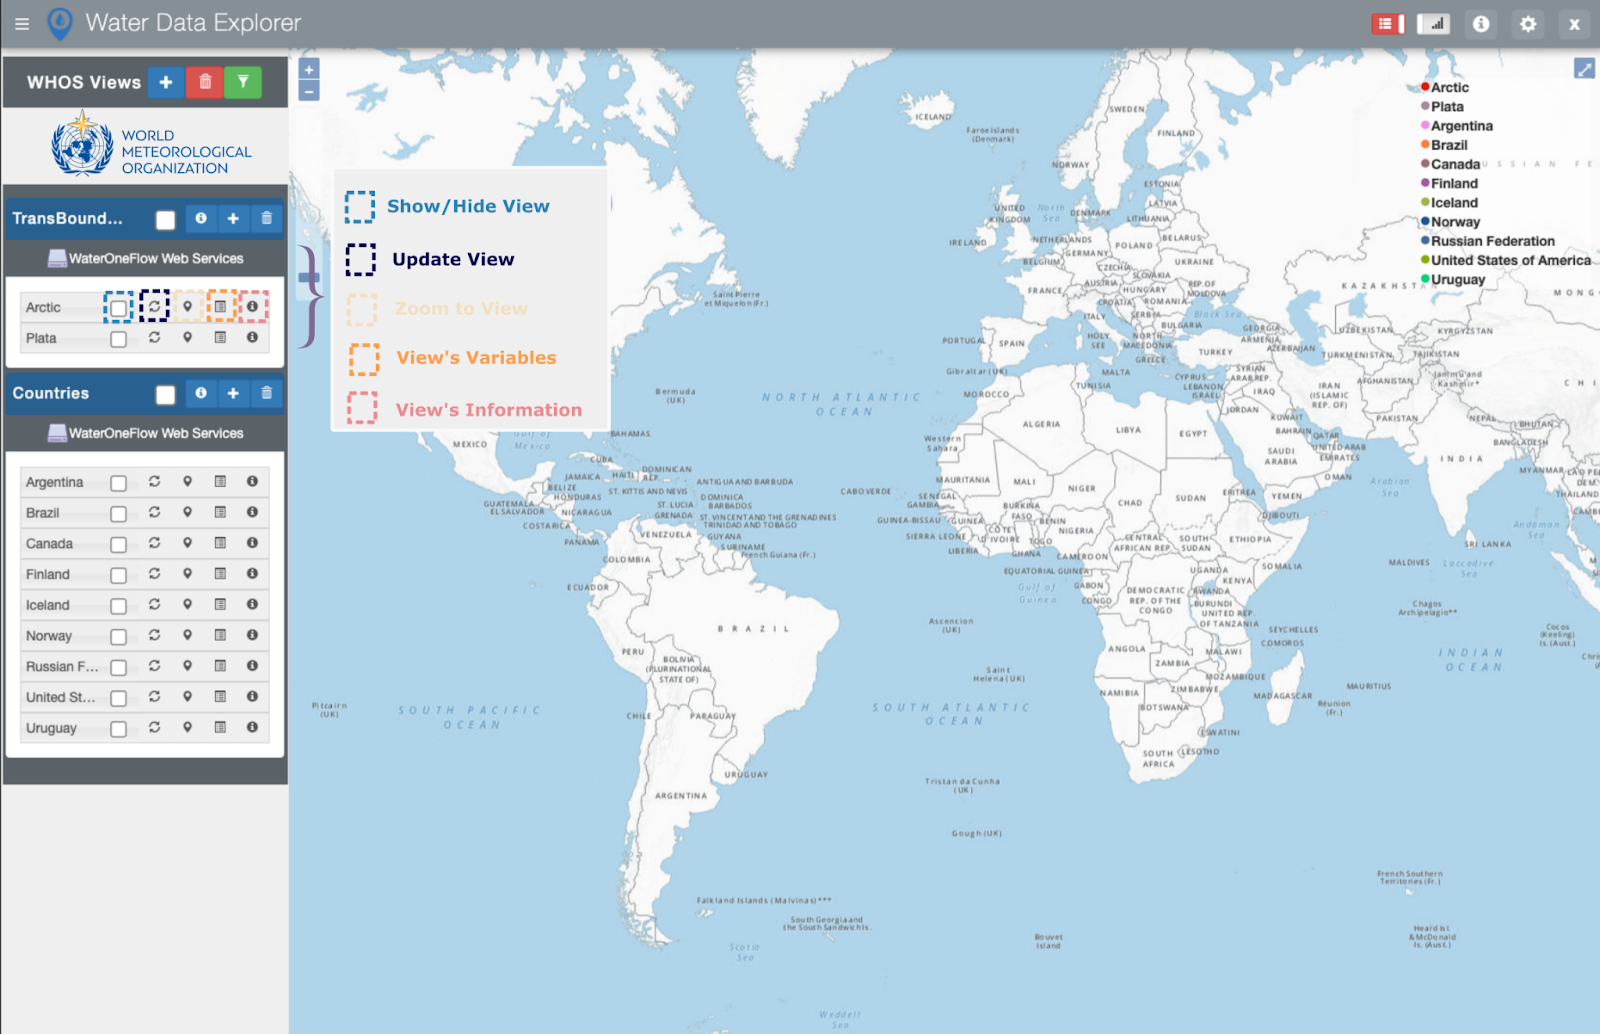 Water Data Explorer
WHOS Views
WORLD
METEOROLOGICAL
ORGANIZATION
TransBound...
WaterOneFlow Web Services
Arctic
Plata
Countries
WaterOneFlow Web Services
Argentina
Brazil
Canada
Finland
Iceland
Norway
Russian F...
United St...
Uruguay
Show/Hide View
Update View
Zoom to View
View's Variables
View's Information
Arctic
Plata
Argentina
Brazil
Canada
Finland
Iceland
Norway
Russian Federation
United States of America
Uruguay
ICELAND
Faroe Islands
(Denmark)
SWEDEN
FINLAND
NORWAY
ESTONIA
LATVIA
LITHUANIA
DENMARK
UNITED
KINGDOM
North
Sea
IRELAND
NETHERLANDS
BELGIUM
GERMANY
POLAND
BELARUS
UKRAINE
CZECHIA
SLOVAKIA
AUSTRIA
HUNGARY
REP. OF
MOLDOVA
FRANCE
CROATIA
ROMANIA
ITALY
SERBIA
BULGARIA
Black Sea
HOLY
SEE
NORTH
MACEDONIA
GREECE
PORTUGAL
SPAIN
Gibraltar (UK)
MALTA
TURKEY
GEORGIA
ARMENIA
AZERBAIJAN
KAZAKHSTAN
UZBEKISTAN
KYRGYZSTAN
TURKMENISTAN
TAJIKISTAN
MONG
CHI
CYPRUS
LEBANON
ISRAEL
SYRIAN
ARAB REP.
IRAQ
IRAN
(ISLAMIC
REP. OF)
AFGHANISTAN
Jammu and
Kashmir*
JORDAN
KUWAIT
PAKISTAN
NEPAL
BHUTAN
BAHRAIN
QATAR
UNITED ARAB
EMIRATES
BANGLADESH
SAUDI
ARABIA
INDIA
MYANMAR
OMAN
YEMEN
Arabian
Sea
THAILAND
Andaman
Sea
SRI LANKA
MALDIVES
Laccadive
Sea
Saint Pierre
et Miquelon (Fr.)
Bermuda
(UK)
NORTH ATLANTIC
OCEAN
MOROCCO
TUNISIA
ALGERIA
LIBYA
EGYPT
Western
Sahara
MAURITANIA
MALI
NIGER
CHAD
SUDAN
ERITREA
DJIBOUTI
CABO VERDE
SENEGAL
GAMBIA
GUINEA-BISSAU
GUINEA
SIERRA LEONE
LIBERIA
BURKINA
FASO
CÔTE
D'IVOIRE
GHANA
TOGO
BENIN
NIGERIA
CAMEROON
CENTRAL
AFRICAN REP.
SOUTH
SUDAN
ETHIOPIA
SOMALIA
EQUATORIAL GUINEA
Gulf of
Guinea
GABON
CONGO
DEMOCRATIC
REP. OF THE
CONGO
UGANDA
KENYA
RWANDA
BURUNDI
UNITED REP.
OF TANZANIA
SEYCHELLES
COMOROS
ANGOLA
ZAMBIA
MALAWI
MOZAMBIQUE
ZIMBABWE
NAMIBIA
BOTSWANA
MADAGASCAR
MAURITIUS
Réunion
(Fr.)
ESWATINI
SOUTH
AFRICA
LESOTHO
Chagos
Archipelago**
INDIAN
OCEAN
Cocos
(Keeling)
Is. (Aust.)
MEXICO
Gulf of
Mexico
BAHAMAS
CUBA
JAMAICA
HAITI
DOMINICAN
REP.
BELIZE
HONDURAS
GUATEMALA
EL SALVADOR
NICARAGUA
COSTA RICA
PANAMA
ST. KITTS AND NEVIS
ANTIGUA AND BARBUDA
DOMINICA
ST. LUCIA
BARBADOS
GRENADA
ST. VINCENT AND THE GRENADINES
TRINIDAD AND TOBAGO
VENEZUELA
GUYANA
SURINAME
French Guiana (Fr.)
COLOMBIA
ECUADOR
BRAZIL
PERU
BOLIVIA
(PLURINATIONAL
STATE OF)
PARAGUAY
CHILE
URUGUAY
ARGENTINA
Pitcairn
(UK)
SOUTH PACIFIC
OCEAN
Ascencion
(UK)
Saint
Helena (UK)
SOUTH ATLANTIC
OCEAN
Tristan da Cunha
(UK)
Gough (UK)
Falkland Islands (Malvinas)***
South Georgia and
the South Sandwich Is.
Scotia
Sea
Bouvet
Island
French Southern
Territories (Fr.)
Heard Isl.
& McDonald
Is. (Aust.)
Weddell
Sea